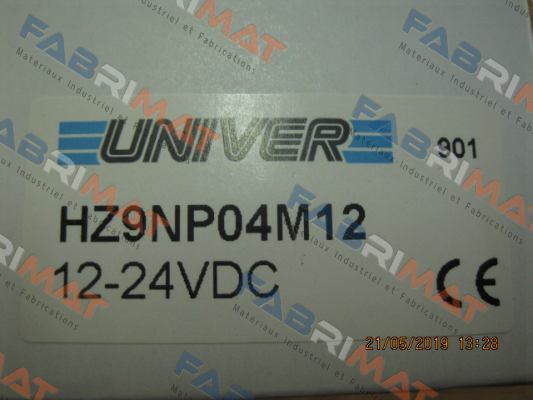 UNIVER
901
HZ9NP04M12
12-24VDC
CE
21/05/2019 13:28
FABRIMAT
Materiaux Industriel et Fabrications